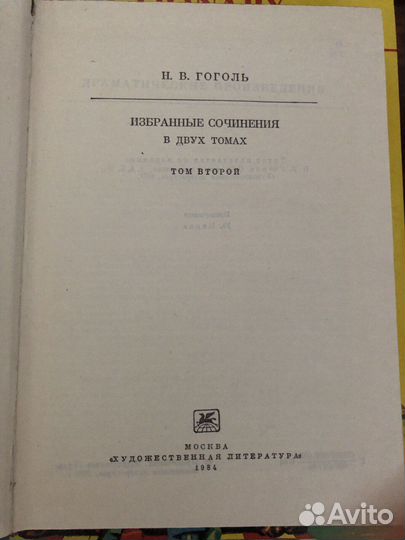 Н. В. ГОГОЛЬ
ИЗБРАННЫЕ СОЧИНЕНИЯ
В ДВУХ ТОМАХ
ТОМ ВТОРОЙ
МОСКВА
«ХУДОЖЕСТВЕННАЯ ЛИТЕРАТУРА»
1984
Avito